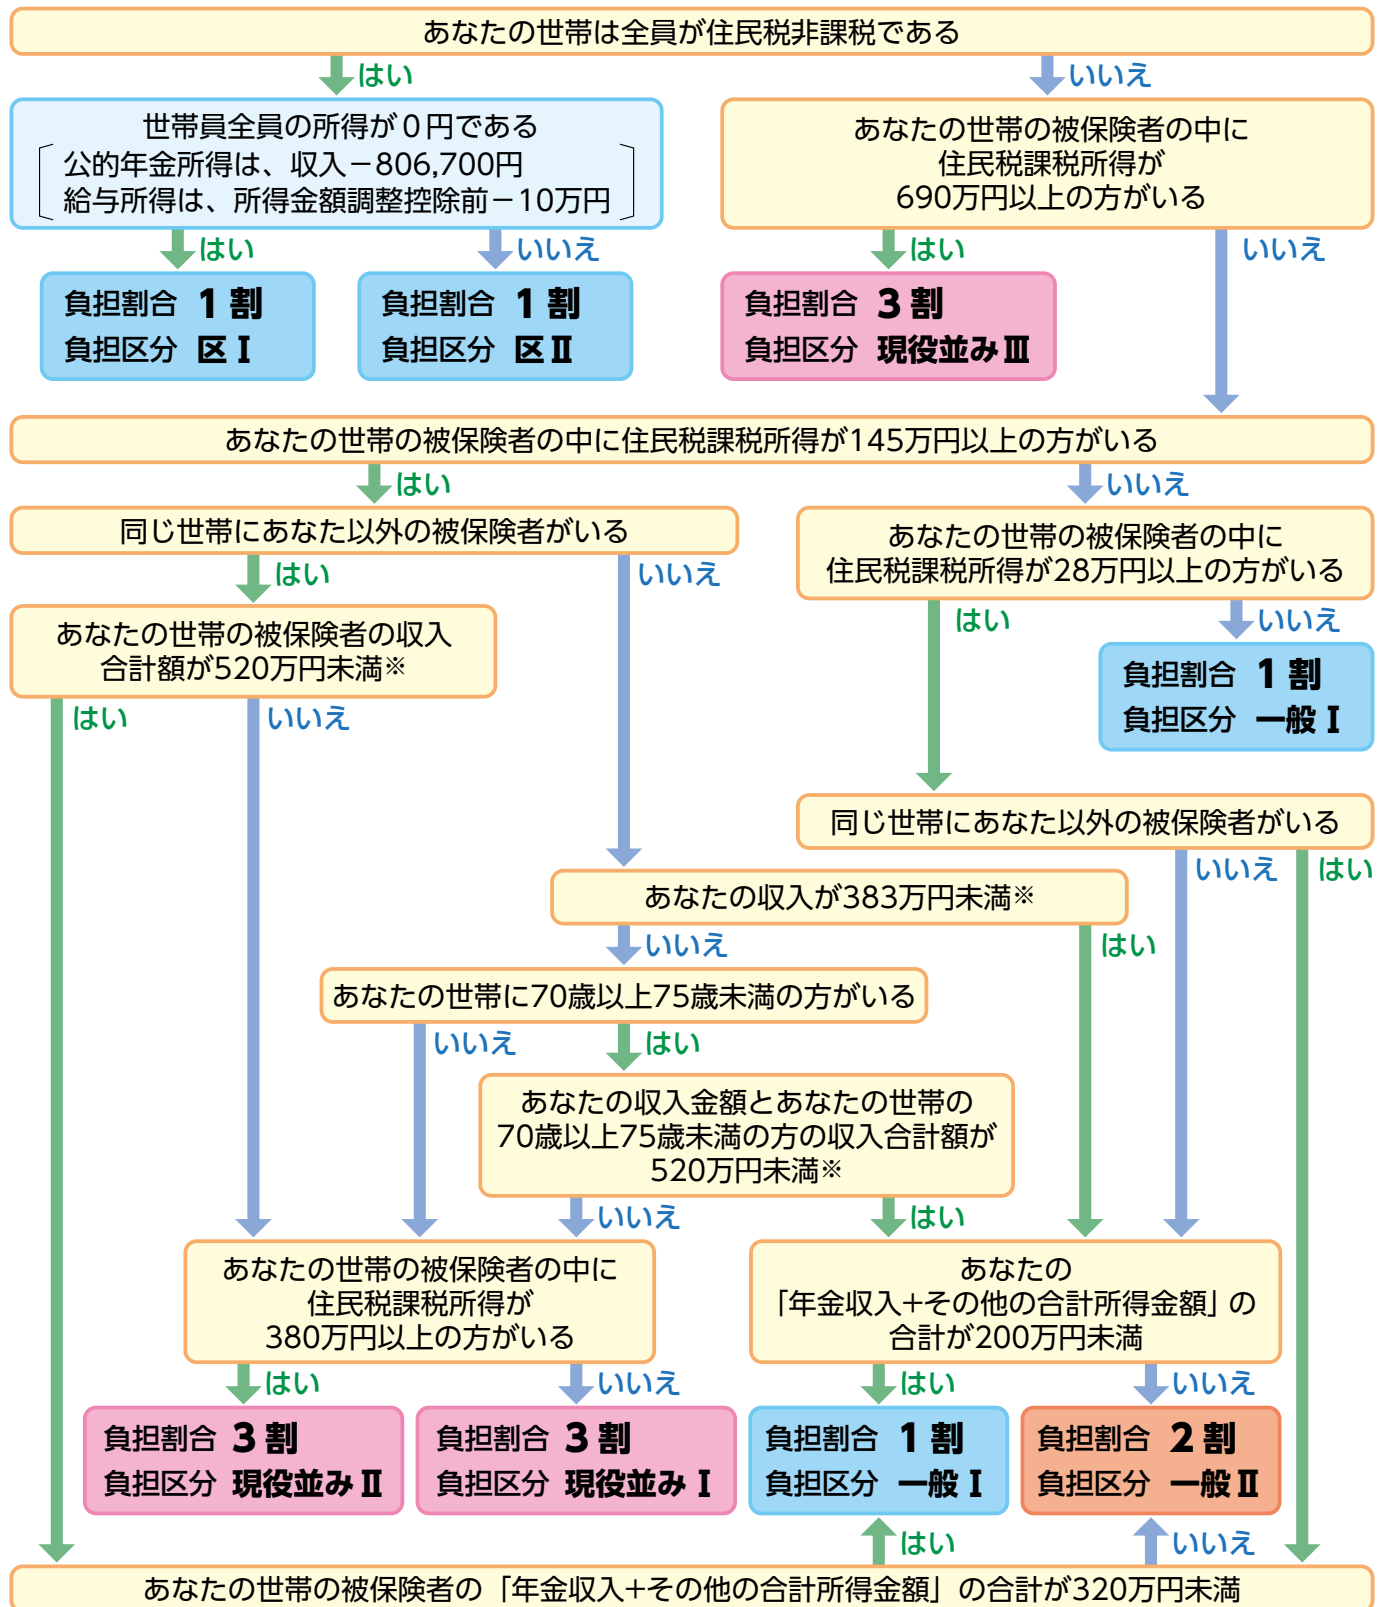 あなたの世帯は全員が住民税非課税である
はい
いいえ
世帯員全員の所得が0円である
公的年金所得は、収入－806,700円
給与所得は、所得金額調整控除前－10万円
あなたの世帯の被保険者の中に
住民税課税所得が
690万円以上の方がいる
はい
いいえ
はい
いいえ
負担割合 1割
負担区分 区Ⅰ
負担割合 1割
負担区分 区Ⅱ
負担割合 3割
負担区分 現役並みⅢ
あなたの世帯の被保険者の中に住民税課税所得が145万円以上の方がいる
はい
いいえ
同じ世帯にあなた以外の被保険者がいる
あなたの世帯の被保険者の中に
住民税課税所得が28万円以上の方がいる
はい
いいえ
はい
いいえ
あなたの世帯の被保険者の収入
合計額が520万円未満※
負担割合 1割
負担区分 一般Ⅰ
はい
いいえ
同じ世帯にあなた以外の被保険者がいる
いいえ
はい
あなたの収入が383万円未満※
いいえ
はい
あなたの世帯に70歳以上75歳未満の方がいる
いいえ
はい
あなたの収入金額とあなたの世帯の
70歳以上75歳未満の方の収入合計額が
520万円未満※
いいえ
はい
あなたの世帯の被保険者の中に
住民税課税所得が
380万円以上の方がいる
あなたの
「年金収入+その他の合計所得金額」の
合計が200万円未満
はい
いいえ
はい
いいえ
負担割合 3割
負担区分 現役並みⅡ
負担割合 3割
負担区分 現役並みⅠ
負担割合 1割
負担区分 一般Ⅰ
負担割合 2割
負担区分 一般Ⅱ
はい
いいえ
あなたの世帯の被保険者の「年金収入+その他の合計所得金額」の合計が320万円未満